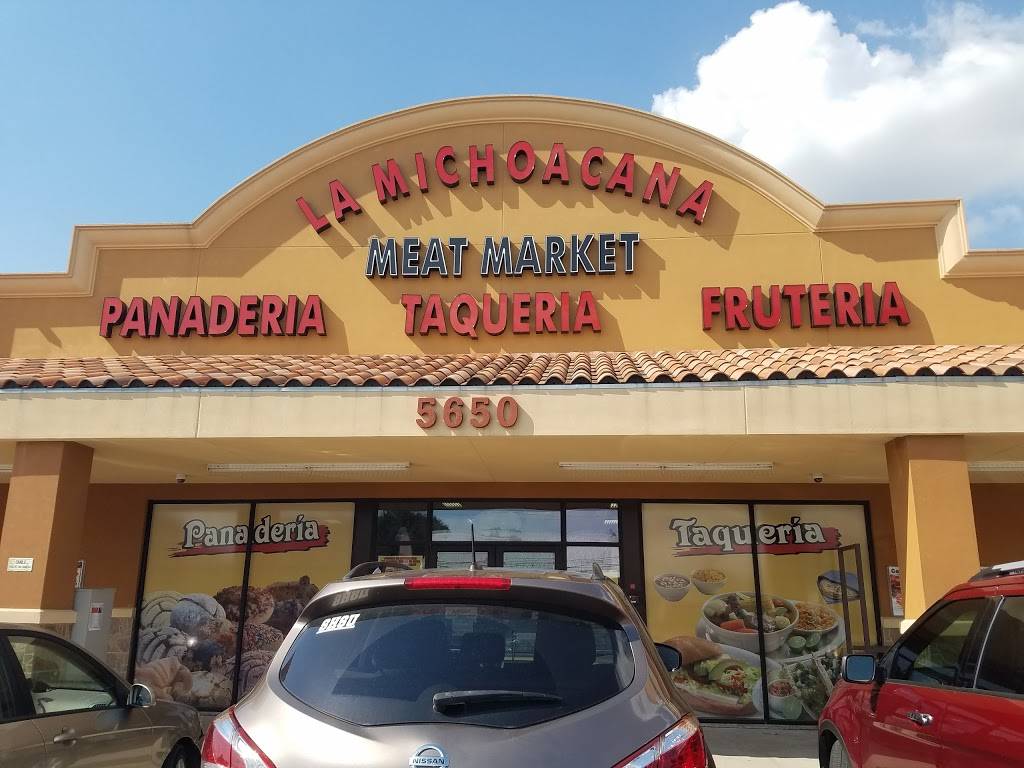 LA MICHOACANA
MEAT MARKET
PANADERIA TAQUERIA FRUTERIA
5650
Panadería
Taquería
NISSAN